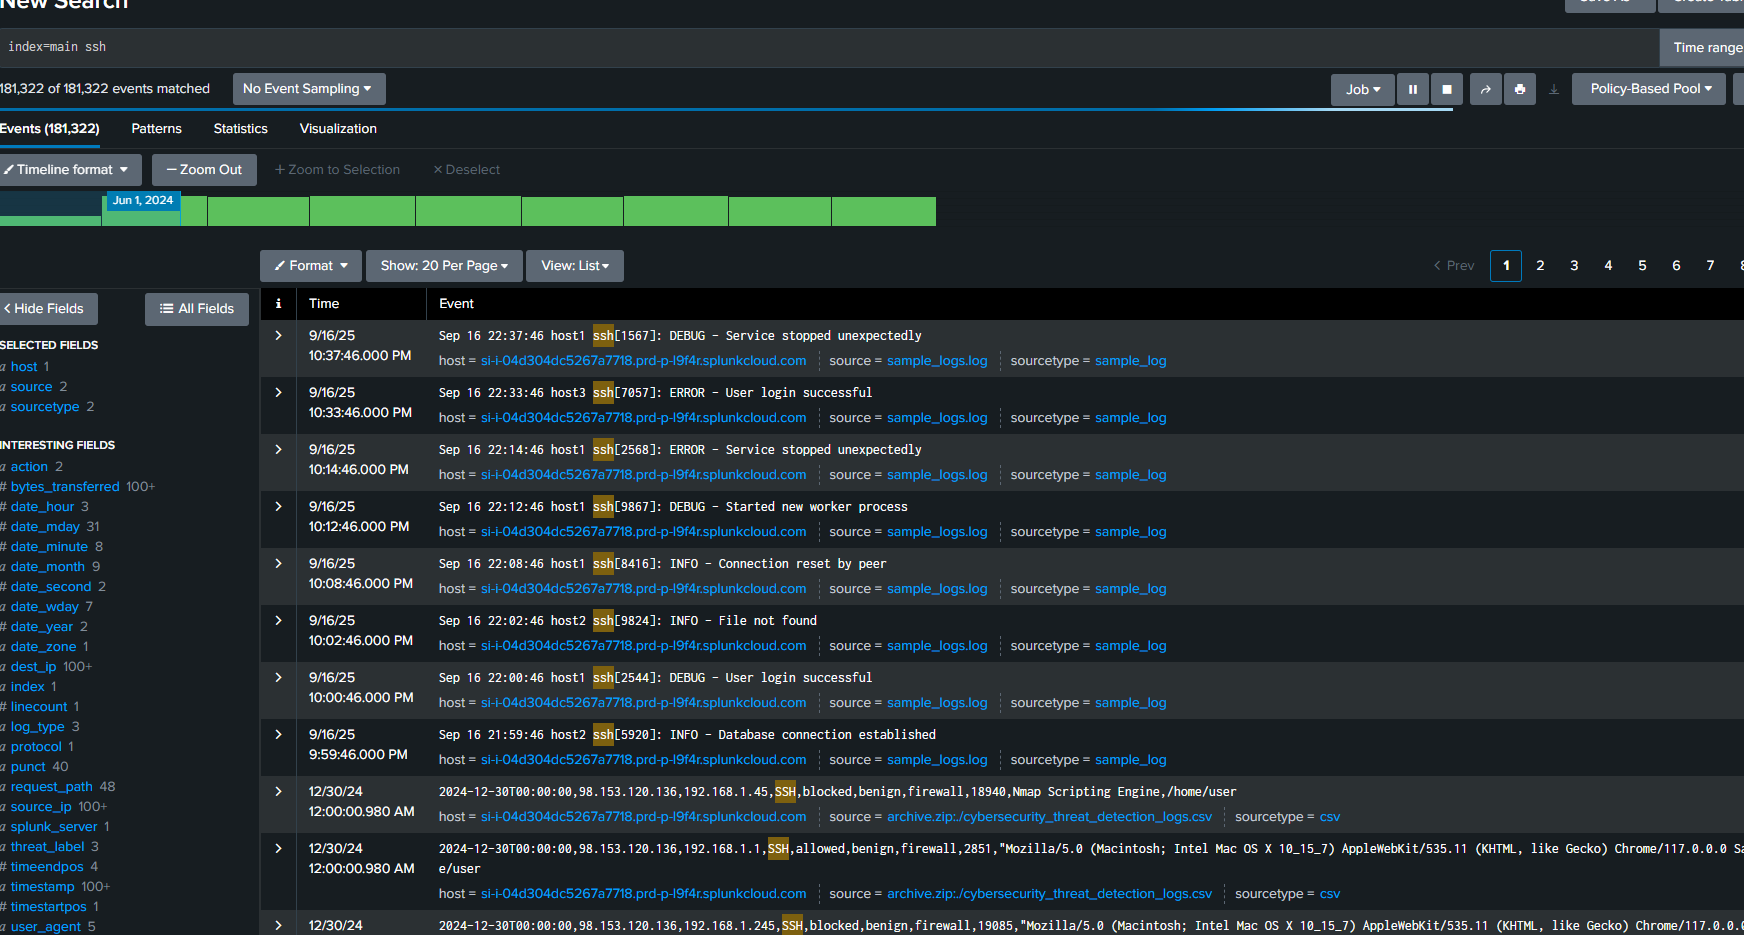 New Search
index=main ssh
Time range
181,322 of 181,322 events matched
No Event Sampling
Job
Policy-Based Pool
Events (181,322)
Patterns
Statistics
Visualization
Timeline format
— Zoom Out
+ Zoom to Selection
× Deselect
Jun 1, 2024
Format
Show: 20 Per Page
View: List
< Prev
1
2
3
4
5
6
7
< Hide Fields
All Fields
SELECTED FIELDS
a host 1
a source 2
a sourcetype 2
INTERESTING FIELDS
a action 2
# bytes_transferred 100+
# date_hour 3
# date_mday 31
# date_minute 8
a date_month 9
# date_second 2
a date_wday 7
# date_year 2
a date_zone 1
a dest_ip 100+
a index 1
# linecount 1
a log_type 3
a protocol 1
a punct 40
a request_path 48
a source_ip 100+
a splunk_server 1
a threat_label 3
# timeendpos 4
a timestamp 100+
# timestartpos 1
a user_agent 5
i
Time
Event
9/16/25
10:37:46.000 PM
Sep 16 22:37:46 host1 ssh[1567]: DEBUG - Service stopped unexpectedly
host = si-i-04d304dc5267a7718.prd-p-l9f4r.splunkcloud.com source = sample_logs.log sourcetype = sample_log
9/16/25
10:33:46.000 PM
Sep 16 22:33:46 host3 ssh[7057]: ERROR - User login successful
host = si-i-04d304dc5267a7718.prd-p-l9f4r.splunkcloud.com source = sample_logs.log sourcetype = sample_log
9/16/25
10:14:46.000 PM
Sep 16 22:14:46 host1 ssh[2568]: ERROR - Service stopped unexpectedly
host = si-i-04d304dc5267a7718.prd-p-l9f4r.splunkcloud.com source = sample_logs.log sourcetype = sample_log
9/16/25
10:12:46.000 PM
Sep 16 22:12:46 host1 ssh[9867]: DEBUG - Started new worker process
host = si-i-04d304dc5267a7718.prd-p-l9f4r.splunkcloud.com source = sample_logs.log sourcetype = sample_log
9/16/25
10:08:46.000 PM
Sep 16 22:08:46 host1 ssh[8416]: INFO - Connection reset by peer
host = si-i-04d304dc5267a7718.prd-p-l9f4r.splunkcloud.com source = sample_logs.log sourcetype = sample_log
9/16/25
10:02:46.000 PM
Sep 16 22:02:46 host2 ssh[9824]: INFO - File not found
host = si-i-04d304dc5267a7718.prd-p-l9f4r.splunkcloud.com source = sample_logs.log sourcetype = sample_log
9/16/25
10:00:46.000 PM
Sep 16 22:00:46 host1 ssh[2544]: DEBUG - User login successful
host = si-i-04d304dc5267a7718.prd-p-l9f4r.splunkcloud.com source = sample_logs.log sourcetype = sample_log
9/16/25
9:59:46.000 PM
Sep 16 21:59:46 host2 ssh[5920]: INFO - Database connection established
host = si-i-04d304dc5267a7718.prd-p-l9f4r.splunkcloud.com source = sample_logs.log sourcetype = sample_log
12/30/24
12:00:00.980 AM
2024-12-30T00:00:00,98.153.120.136,192.168.1.45,SSH,blocked,benign,firewall,18940,Nmap Scripting Engine,/home/user
host = si-i-04d304dc5267a7718.prd-p-l9f4r.splunkcloud.com source = archive.zip:./cybersecurity_threat_detection_logs.csv sourcetype = csv
12/30/24
12:00:00.980 AM
2024-12-30T00:00:00,98.153.120.136,192.168.1.1,SSH,allowed,benign,firewall,2851,"Mozilla/5.0 (Macintosh; Intel Mac OS X 10_15_7) AppleWebKit/535.11 (KHTML, like Gecko) Chrome/117.0.0.0 Sa
e/user
host = si-i-04d304dc5267a7718.prd-p-l9f4r.splunkcloud.com source = archive.zip:./cybersecurity_threat_detection_logs.csv sourcetype = csv
12/30/24
2024-12-30T00:00:00,98.153.120.136,192.168.1.245,SSH,blocked,benign,firewall,19085,"Mozilla/5.0 (Macintosh; Intel Mac OS X 10_15_7) AppleWebKit/535.11 (KHTML, like Gecko) Chrome/117.0.0